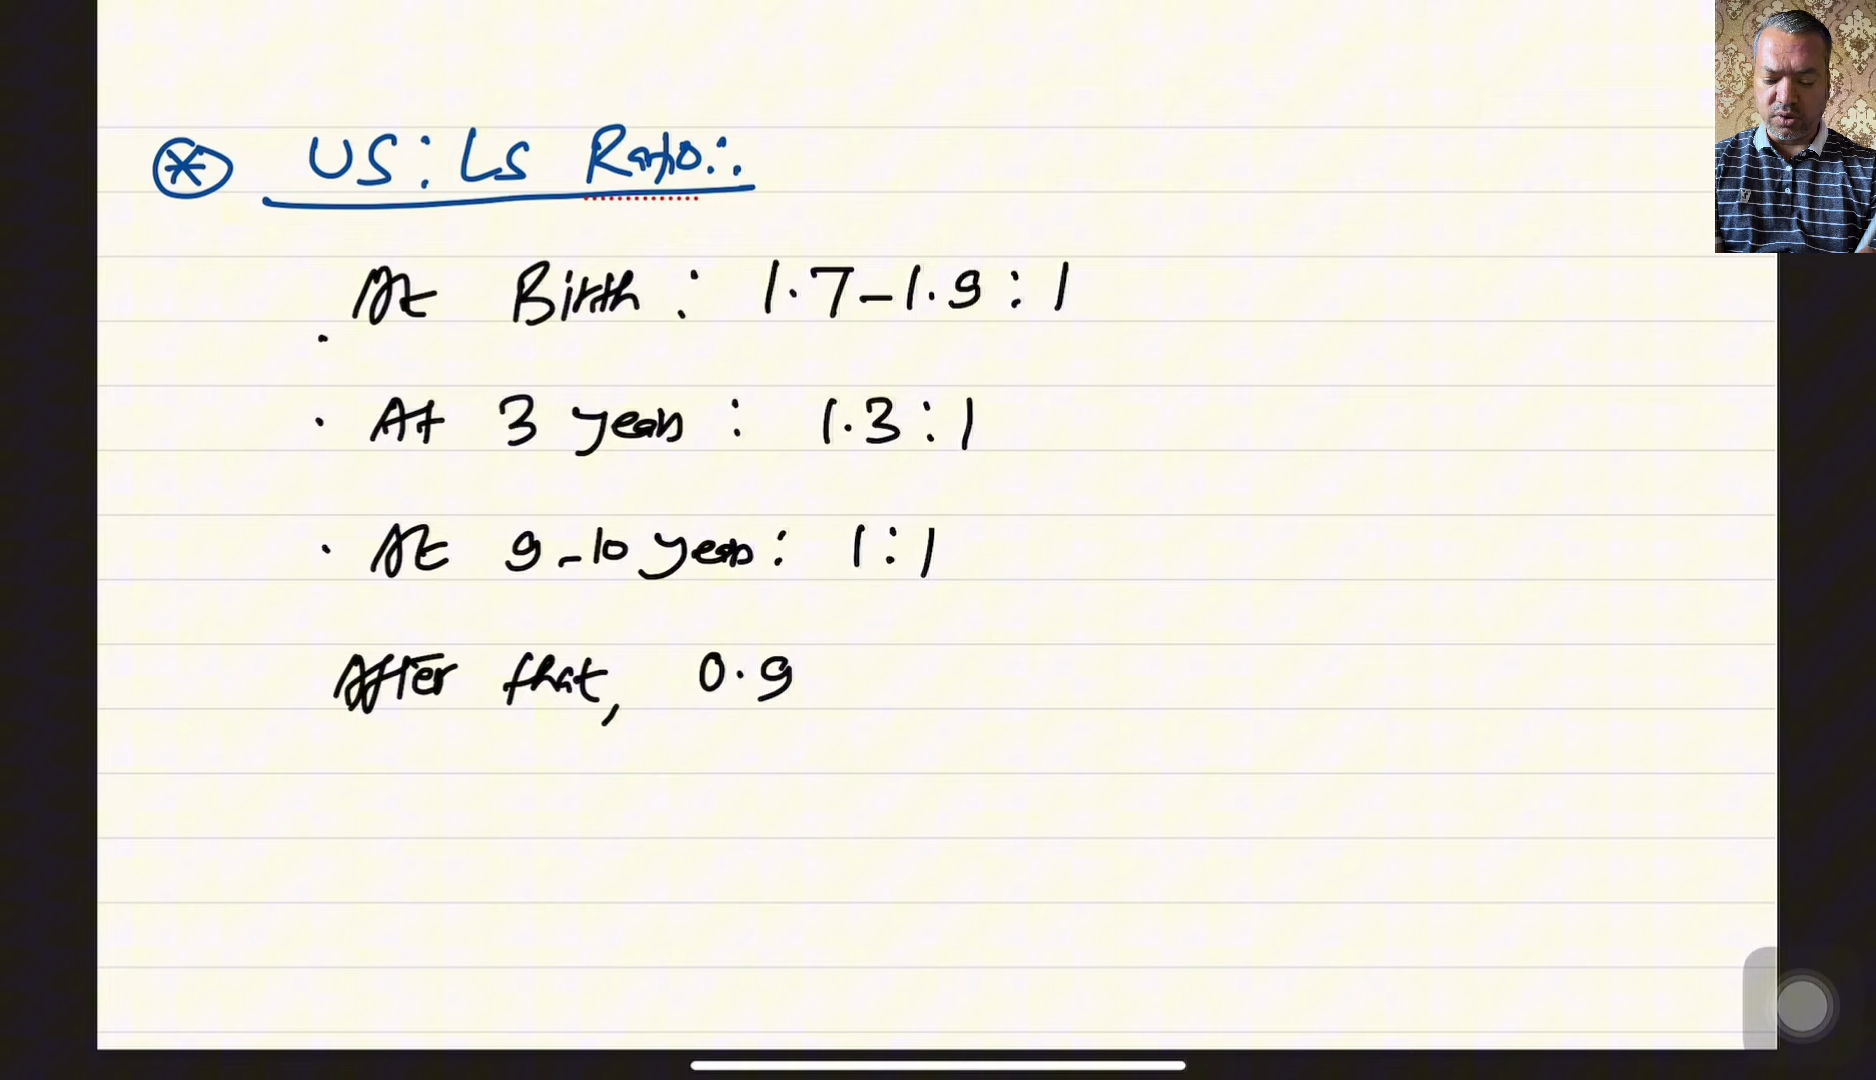 US : LS Ratio :.
At Birth : 1.7 - 1.9 : 1
. At 3 years : 1.3 : 1
. At 9 - 10 years : 1 : 1
After that, 0.9